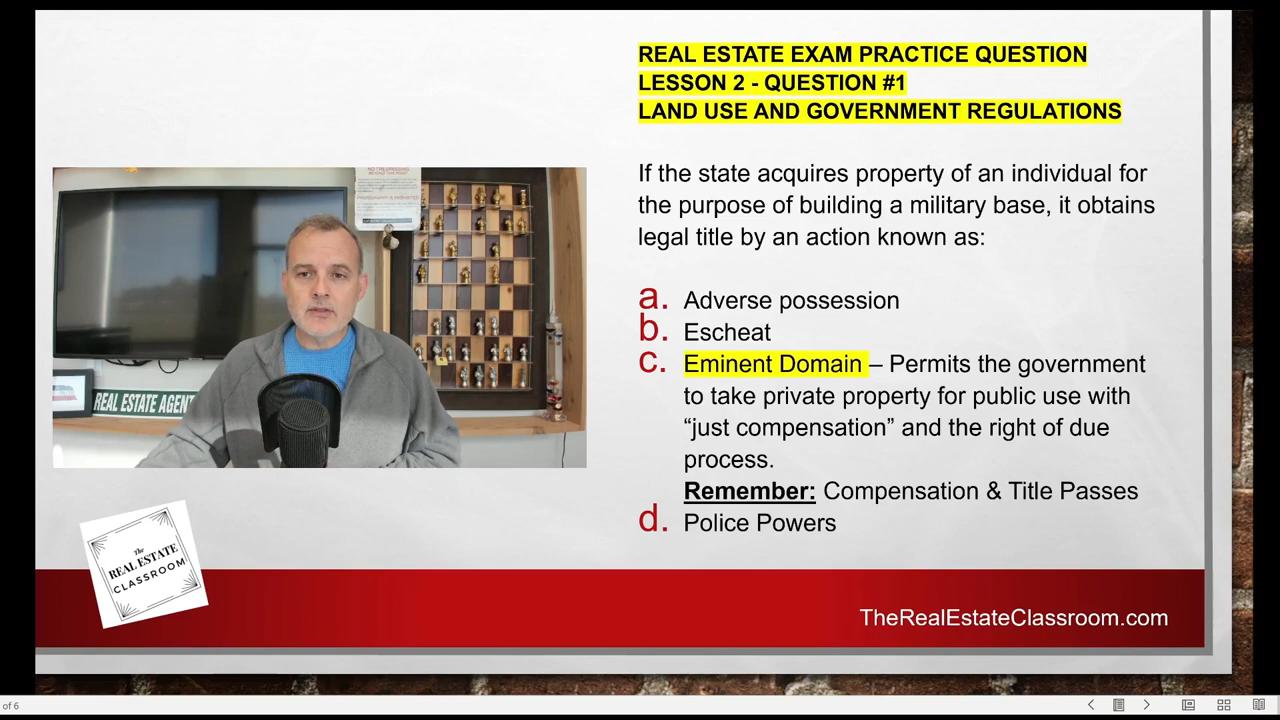 REAL ESTATE EXAM PRACTICE QUESTION
LESSON 2 - QUESTION #1
LAND USE AND GOVERNMENT REGULATIONS
If the state acquires property of an individual for
the purpose of building a military base, it obtains
legal title by an action known as:
a. Adverse possession
b. Escheat
c. Eminent Domain – Permits the government
to take private property for public use with
“just compensation” and the right of due
process.
Remember: Compensation & Title Passes
d. Police Powers
NO TRESPASSING
REAL ESTATE AGENT
The
REAL ESTATE
CLASSROOM
TheRealEstateClassroom.com
of 6